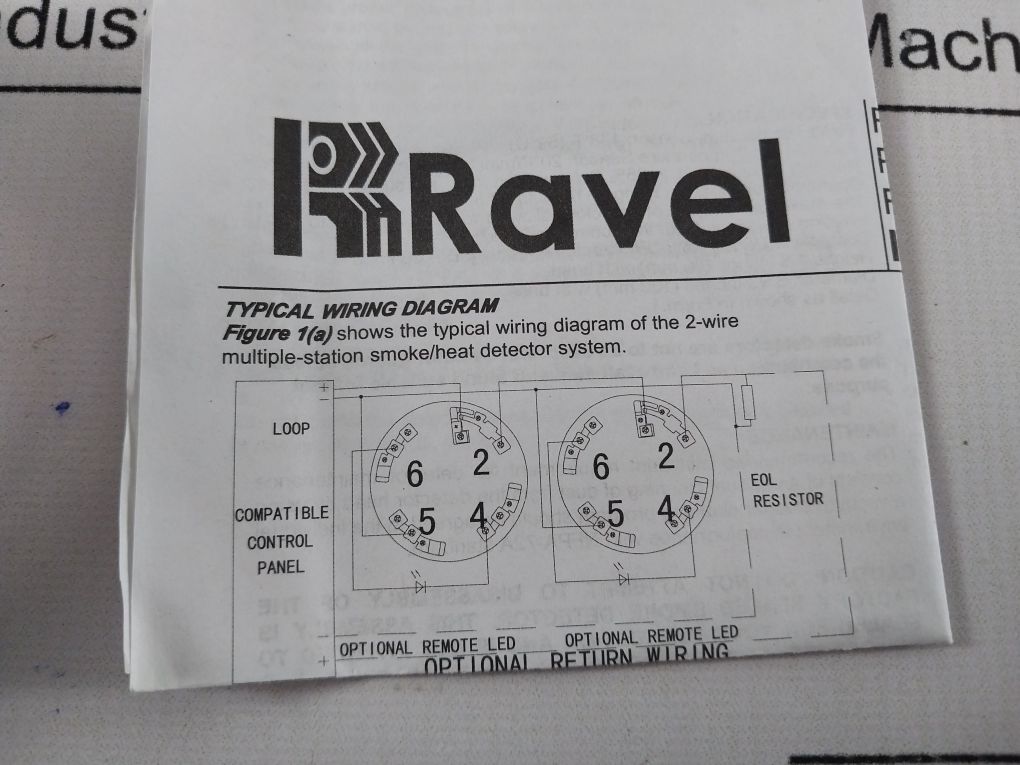 Ravel
TYPICAL WIRING DIAGRAM
Figure 1(a) shows the typical wiring diagram of the 2-wire
multiple-station smoke/heat detector system.
+
LOOP
-
COMPATIBLE
CONTROL
PANEL
-
+
6
2
5
4
6
2
5
4
EOL
RESISTOR
OPTIONAL REMOTE LED
OPTIONAL REMOTE LED
OPTIONAL RETURN WIRING